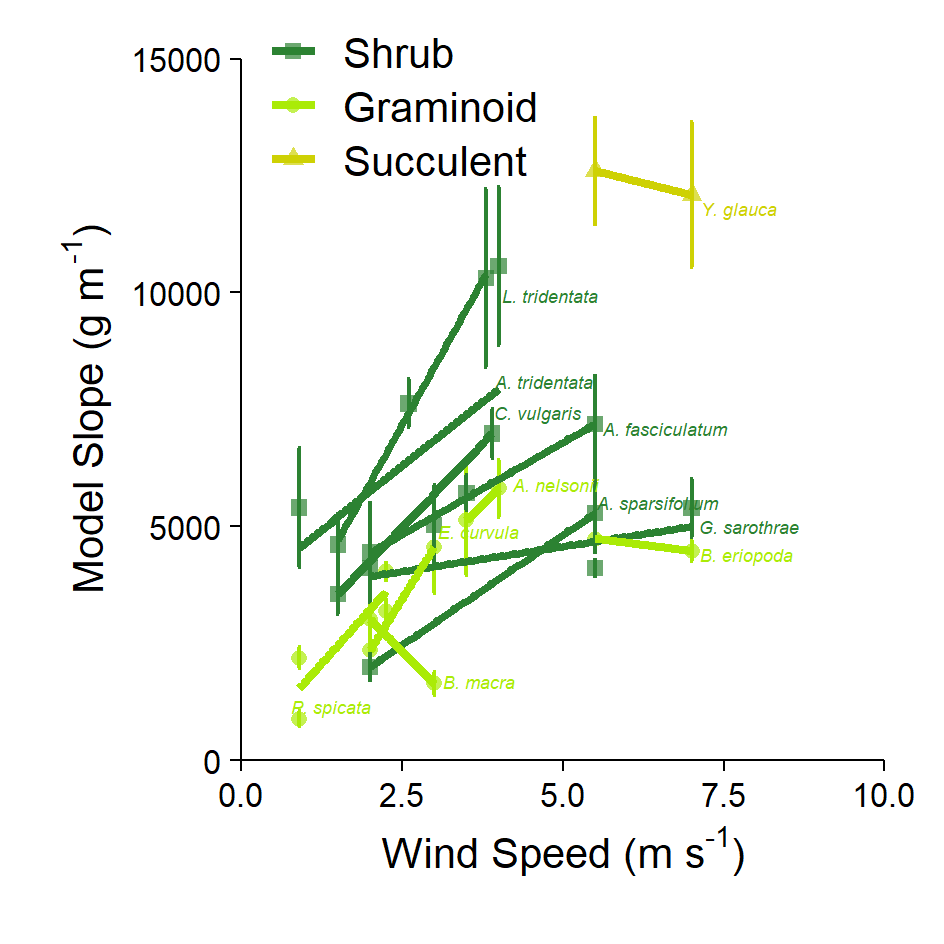 Shrub
Graminoid
Succulent
15000
10000
5000
0
Model Slope (g m⁻¹)
Y. glauca
L. tridentata
A. tridentata
C. vulgaris
A. fasciculatum
A. nelsonii
A. sparsifolium
G. sarothrae
E. curvula
B. eriopoda
B. macra
P. spicata
0.0 2.5 5.0 7.5 10.0
Wind Speed (m s⁻¹)